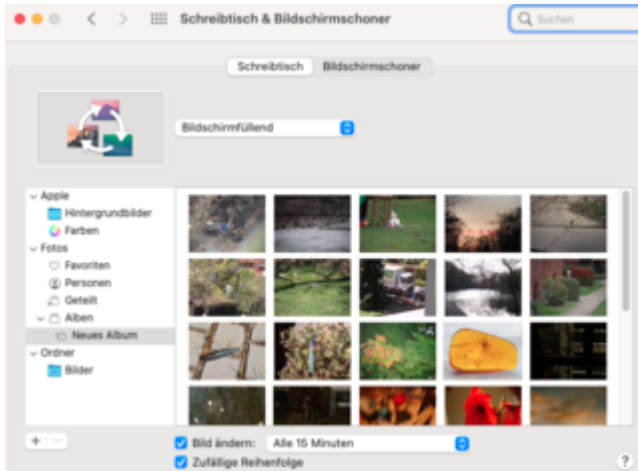 Schreibtisch & Bildschirmschoner
Suchen
Schreibtisch Bildschirmschoner
Bildschirmfüllend
Apple
Hintergrundbilder
Farben
Fotos
Favoriten
Personen
Geteilt
Alben
Neues Album
Ordner
Bilder
+ −
Bild ändern: Alle 15 Minuten
Zufällige Reihenfolge
?